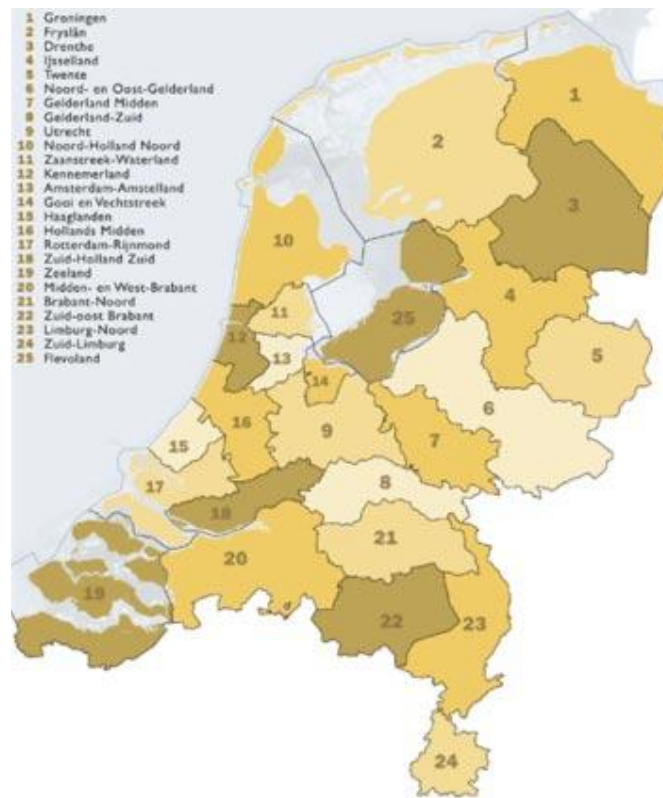 1 Groningen
2 Fryslân
3 Drenthe
4 IJsselland
5 Twente
6 Noord- en Oost-Gelderland
7 Gelderland Midden
8 Gelderland-Zuid
9 Utrecht
10 Noord-Holland Noord
11 Zaanstreek-Waterland
12 Kennemerland
13 Amsterdam-Amstelland
14 Gooi en Vechtstreek
15 Haaglanden
16 Hollands Midden
17 Rotterdam-Rijnmond
18 Zuid-Holland Zuid
19 Zeeland
20 Midden- en West-Brabant
21 Brabant-Noord
22 Zuid-oost Brabant
23 Limburg-Noord
24 Zuid-Limburg
25 Flevoland
1
2
3
10
4
25
11
12
13
5
14
6
16
9
7
15
8
17
18
21
20
19
22
23
24